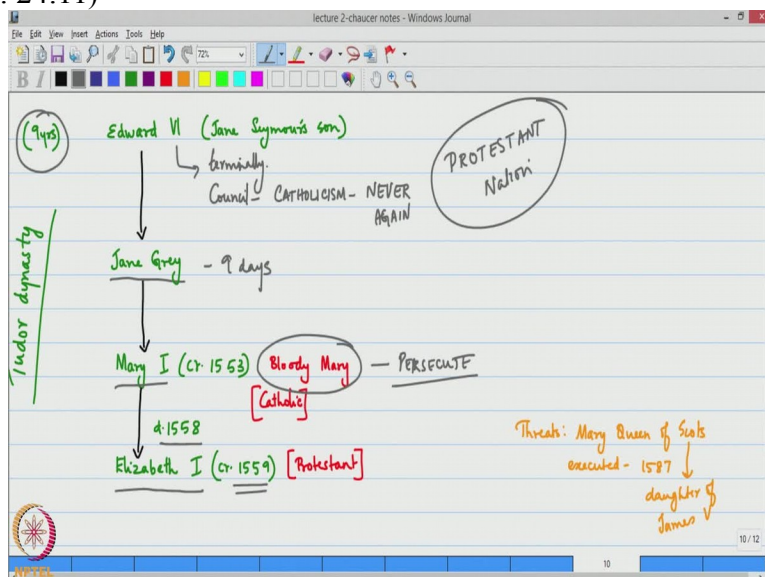 : 24:11)
lecture 2-chaucer notes - Windows Journal
File Edit View Insert Actions Tools Help
72%
B I
(9yrs) Edward VI (Jane Seymour's son)
terminally.
Council - CATHOLICISM - NEVER
AGAIN
PROTESTANT
Nation
Tudor dynasty
Jane Grey - 9 days
Mary I (Cr. 1553) Bloody Mary — PERSECUTE
[Catholic]
d. 1558
Elizabeth I (Cr. 1559) [Protestant]
Threats: Mary Queen of Scots
executed - 1587
daughter of
James V
10 / 12
10
NPTEL